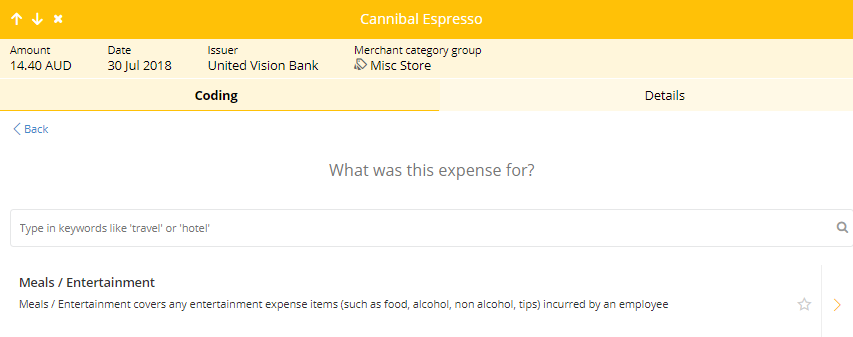 Cannibal Espresso
Amount Date Issuer Merchant category group
14.40 AUD 30 Jul 2018 United Vision Bank Misc Store
Coding Details
Back
What was this expense for?
Type in keywords like 'travel' or 'hotel'
Meals / Entertainment
Meals / Entertainment covers any entertainment expense items (such as food, alcohol, non alcohol, tips) incurred by an employee